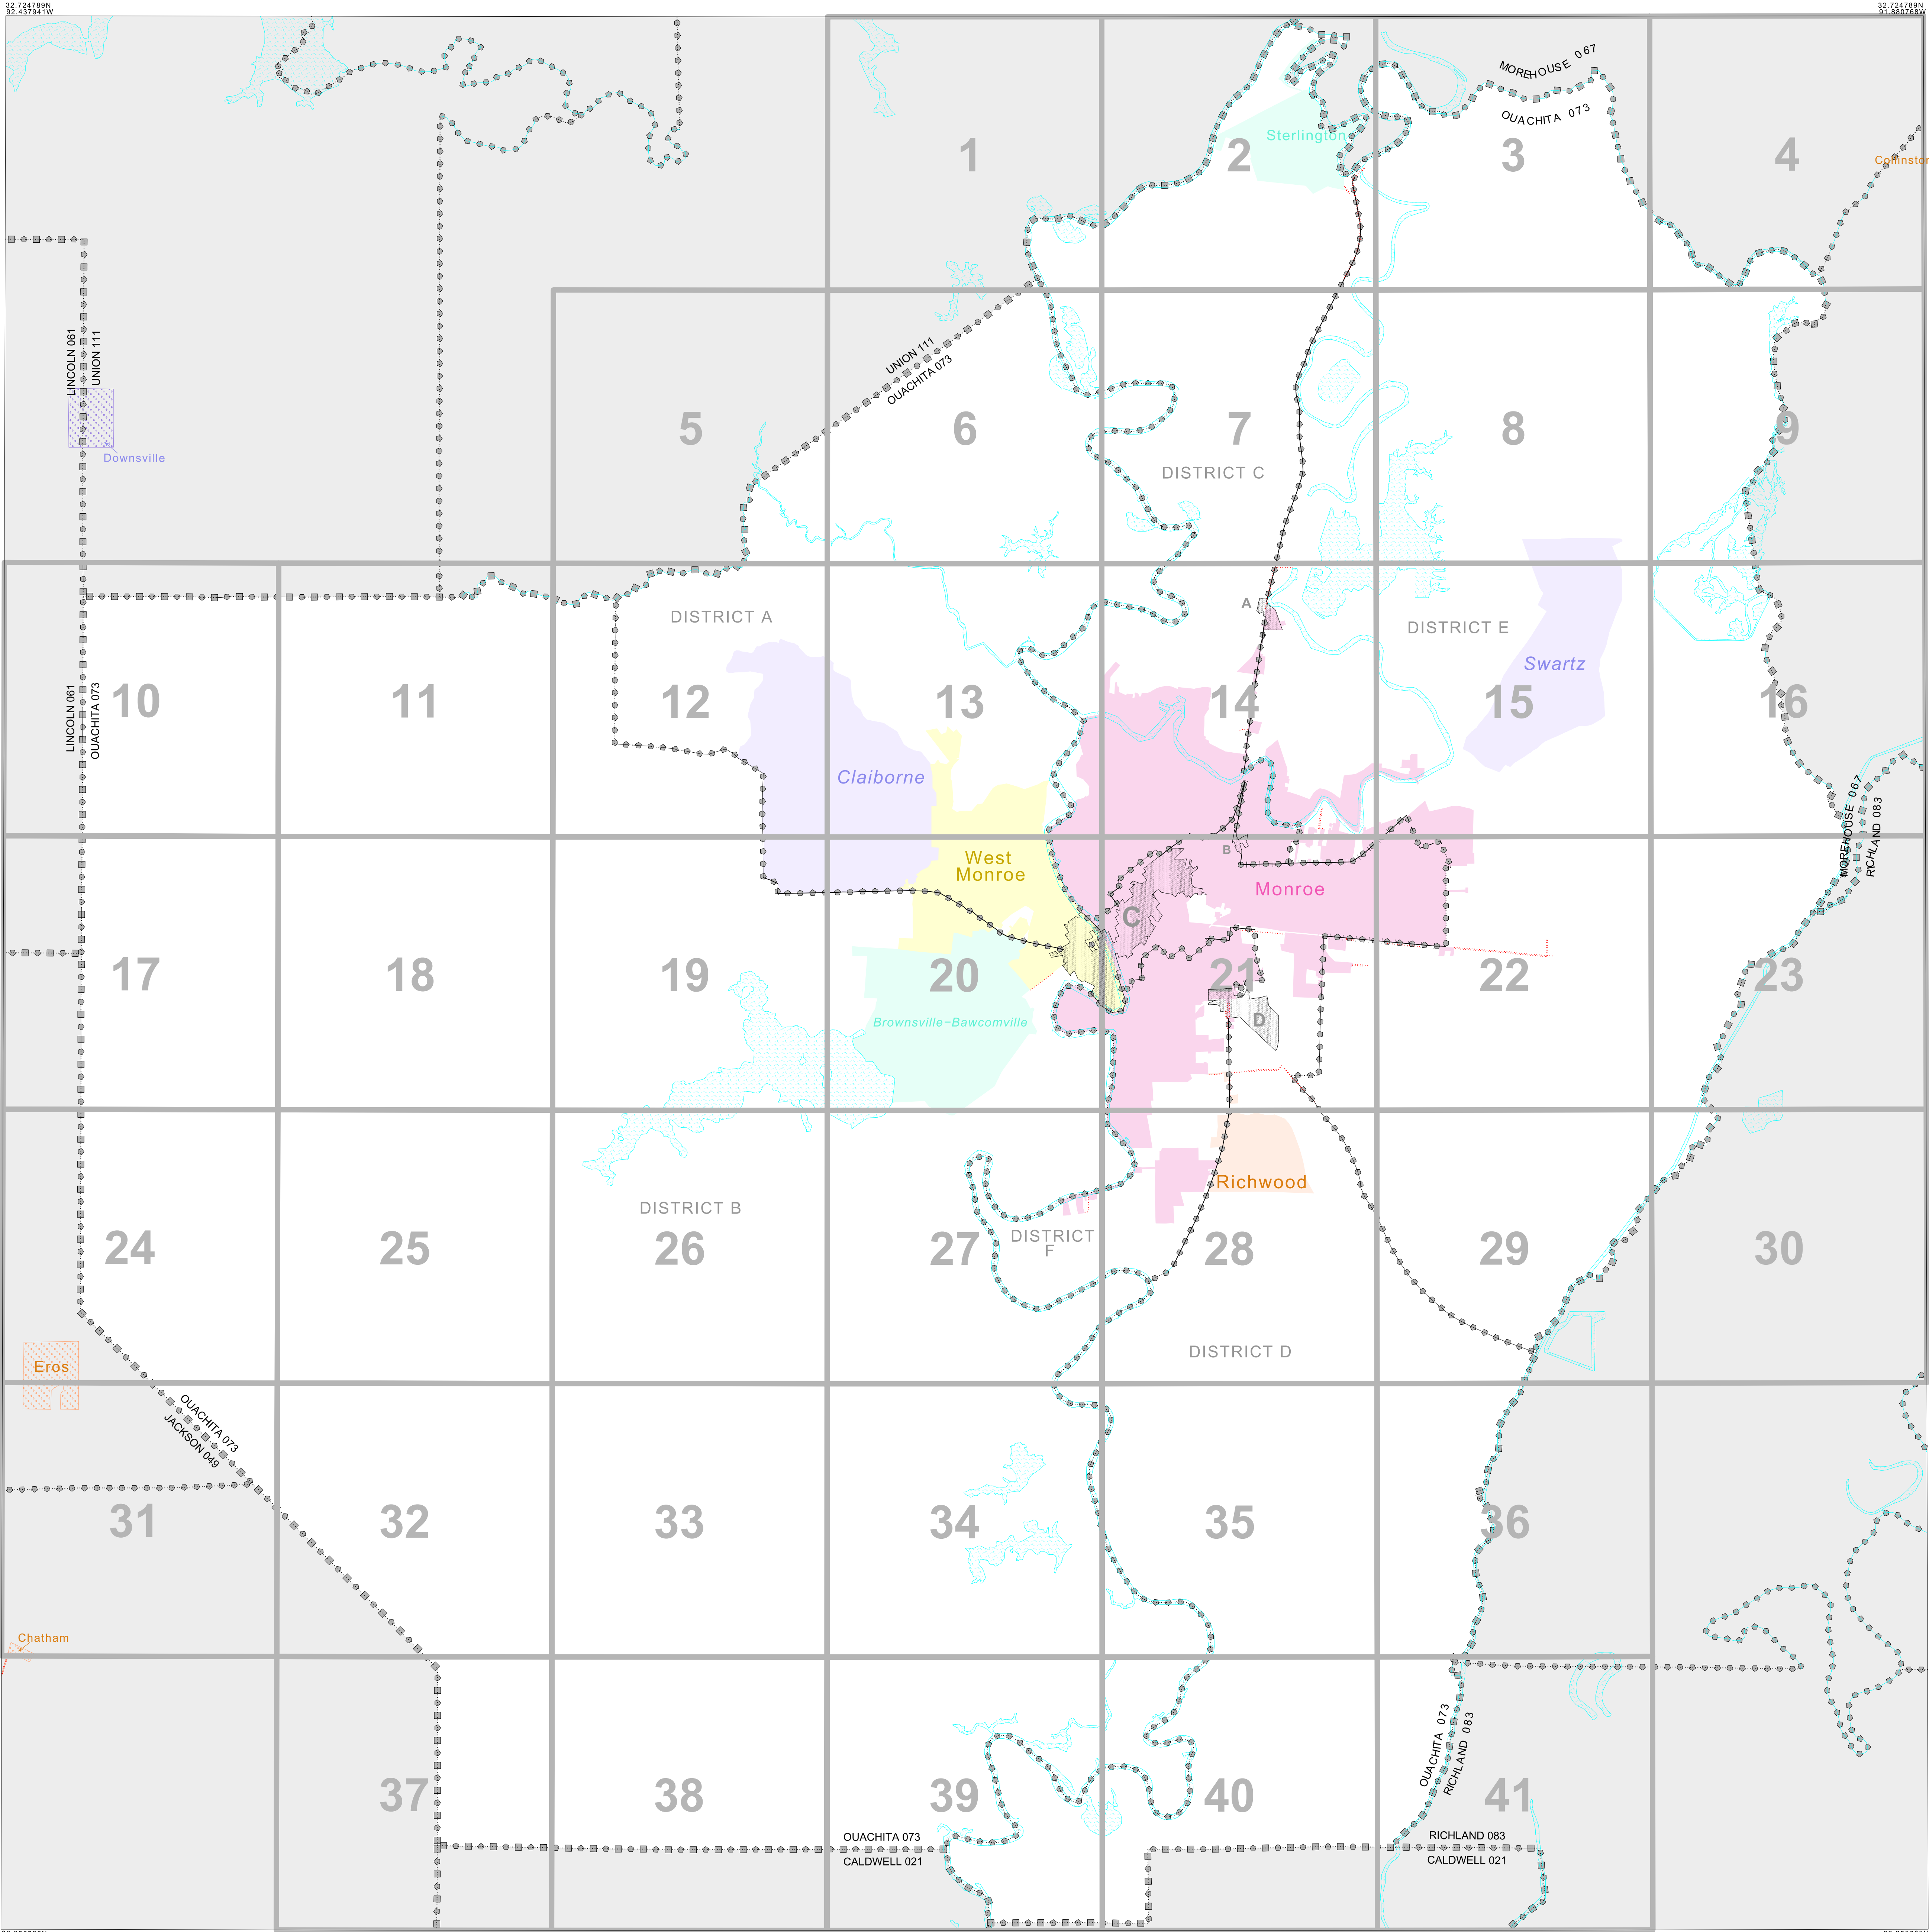 32.724789N
92.437941W
32.724789N
91.880768W
MOREHOUSE 067
OUACHITA 073
Sterlington
1
2
3
4
LINCOLN 061
UNION 111
Downsville
UNION 111
OUACHITA 073
5
6
7
8
9
DISTRICT C
DISTRICT A
A
DISTRICT E
Swartz
LINCOLN 061
OUACHITA 073
10
11
12
13
14
15
16
Claiborne
MOREHOUSE 067
RICHLAND 083
West
Monroe
B
Monroe
C
17
18
19
20
21
22
23
Brownsville-Bawcomville
D
Richwood
DISTRICT B
DISTRICT
F
24
25
26
27
28
29
30
DISTRICT D
Eros
OUACHITA 073
JACKSON 049
31
32
33
34
35
36
Chatham
OUACHITA 073
RICHLAND 083
37
38
39
40
41
OUACHITA 073
CALDWELL 021
RICHLAND 083
CALDWELL 021